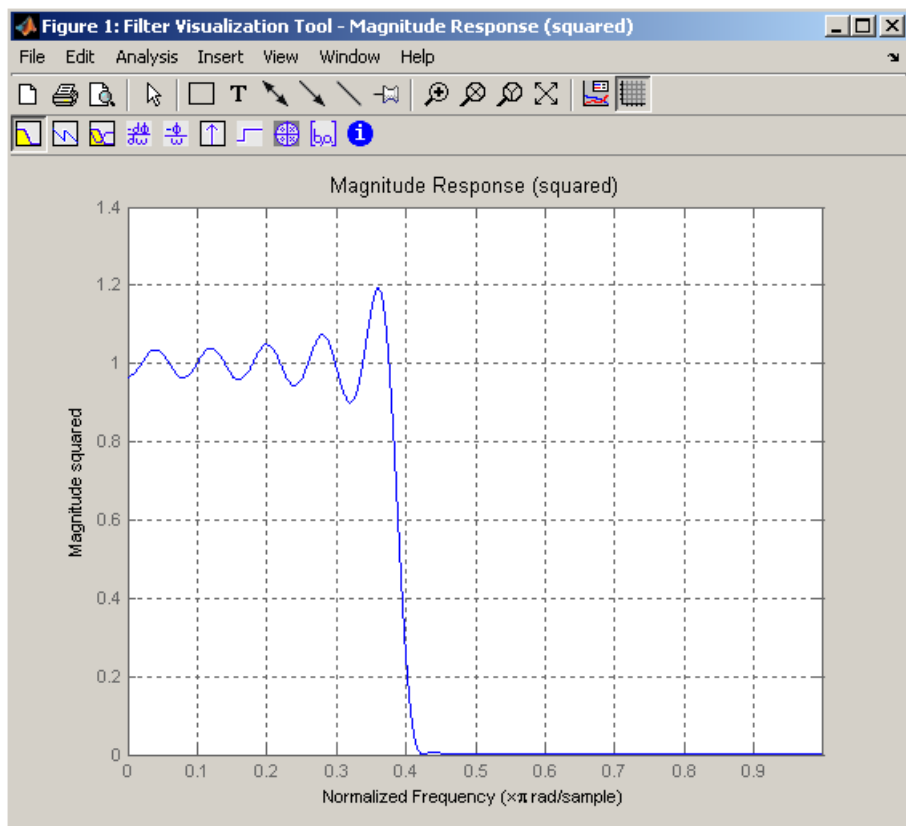 Figure 1: Filter Visualization Tool - Magnitude Response (squared)
File Edit Analysis Insert View Window Help
T
[b,a] i
Magnitude Response (squared)
1.4
1.2
1
0.8
0.6
0.4
0.2
0
Magnitude squared
0 0.1 0.2 0.3 0.4 0.5 0.6 0.7 0.8 0.9
Normalized Frequency (×π rad/sample)